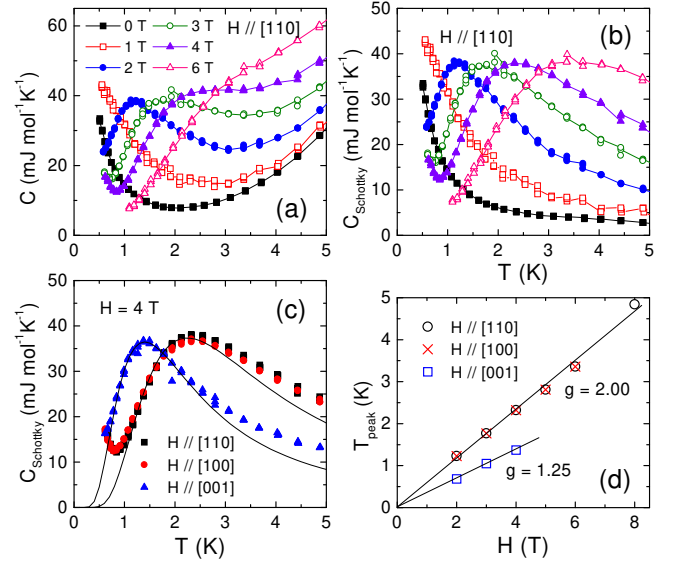 0 T 3 T H // [110]
1 T 4 T
2 T 6 T
60
40
20
0
C (mJ mol⁻¹K⁻¹)
0 1 2 3 4 5
(a)
H // [110] (b)
50
40
30
20
10
0
C_Schottky (mJ mol⁻¹K⁻¹)
0 1 2 3 4 5
T (K)
H = 4 T (c)
50
40
30
20
10
0
C_Schottky (mJ mol⁻¹K⁻¹)
H // [110]
H // [100]
H // [001]
0 1 2 3 4 5
T (K)
5
4
3
2
1
0
T_peak (K)
H // [110]
H // [100]
H // [001]
g = 2.00
g = 1.25
(d)
0 2 4 6 8
H (T)